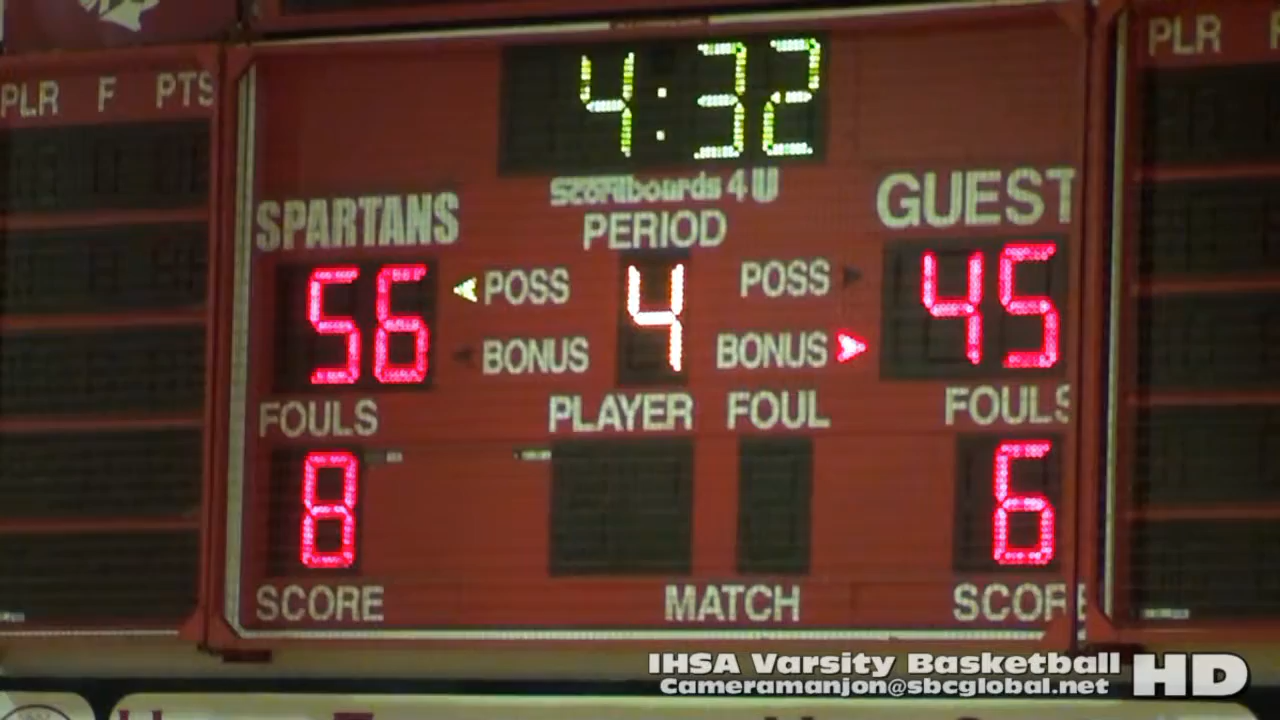 4:32
PLR F PTS
PLR
Scoreboards 4 U
SPARTANS PERIOD GUEST
56 POSS 4 POSS 45
BONUS BONUS
FOULS PLAYER FOUL FOULS
8 6
SCORE MATCH SCORE
IHSA Varsity Basketball HD
Cameramanjon@sbcglobal.net